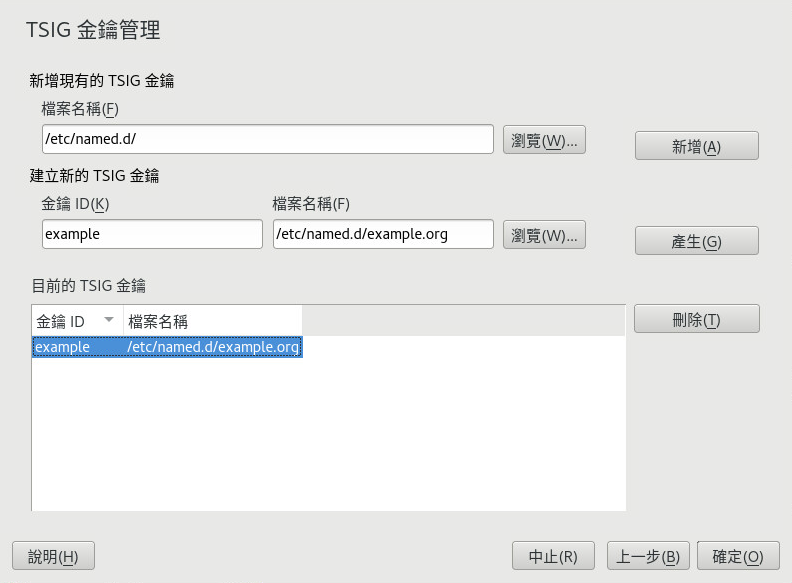 TSIG 金鑰管理
新增現有的 TSIG 金鑰
檔案名稱(F)
/etc/named.d/ 瀏覽(W)... 新增(A)
建立新的 TSIG 金鑰
金鑰 ID(K) 檔案名稱(F)
example /etc/named.d/example.org 瀏覽(W)... 產生(G)
目前的 TSIG 金鑰
金鑰 ID 檔案名稱 刪除(T)
example /etc/named.d/example.org
說明(H) 中止(R) 上一步(B) 確定(O)